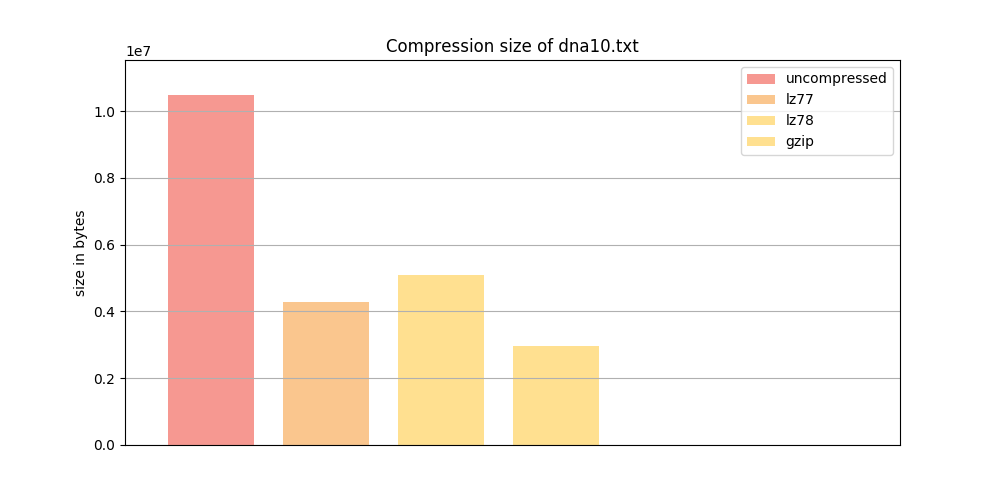 Compression size of dna10.txt
1e7
uncompressed
lz77
lz78
gzip
1.0
0.8
0.6
0.4
0.2
0.0
size in bytes